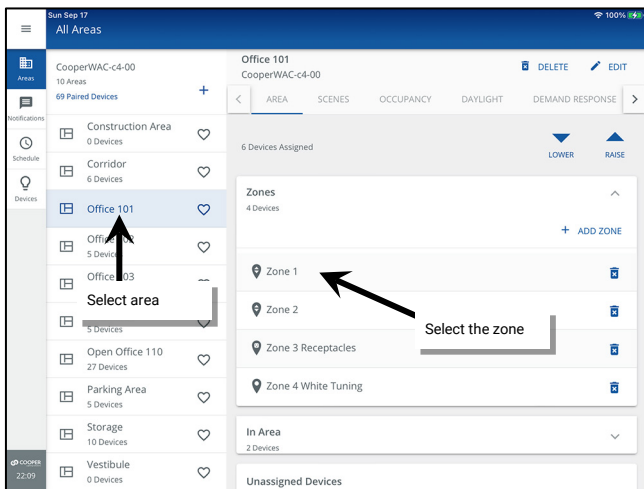 Sun Sep 17
100%
All Areas
Areas
Notifications
Schedule
Devices
COOPER
22:09
CooperWAC-c4-00
10 Areas
69 Paired Devices
+
Construction Area
0 Devices
Corridor
6 Devices
Office 101
5 Device
Select area
5 Devices
Open Office 110
27 Devices
Parking Area
5 Devices
Storage
10 Devices
Vestibule
0 Devices
Office 101
CooperWAC-c4-00
DELETE
EDIT
AREA SCENES OCCUPANCY DAYLIGHT DEMAND RESPONSE
6 Devices Assigned
LOWER
RAISE
Zones
4 Devices
+ ADD ZONE
Zone 1
Zone 2
Select the zone
Zone 3 Receptacles
Zone 4 White Tuning
In Area
2 Devices
Unassigned Devices